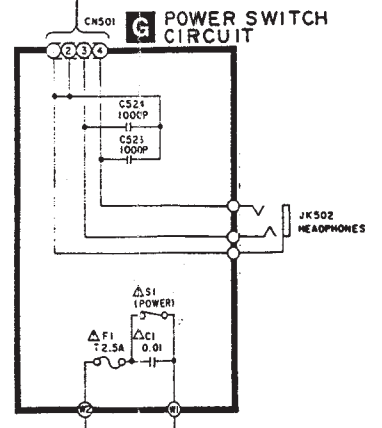 CN501
G POWER SWITCH
CIRCUIT
2 3 4
C524
1000P
C523
1000P
JK502
HEADPHONES
S1
(POWER)
F1
T2.5A
C1
0.01
W2
W1